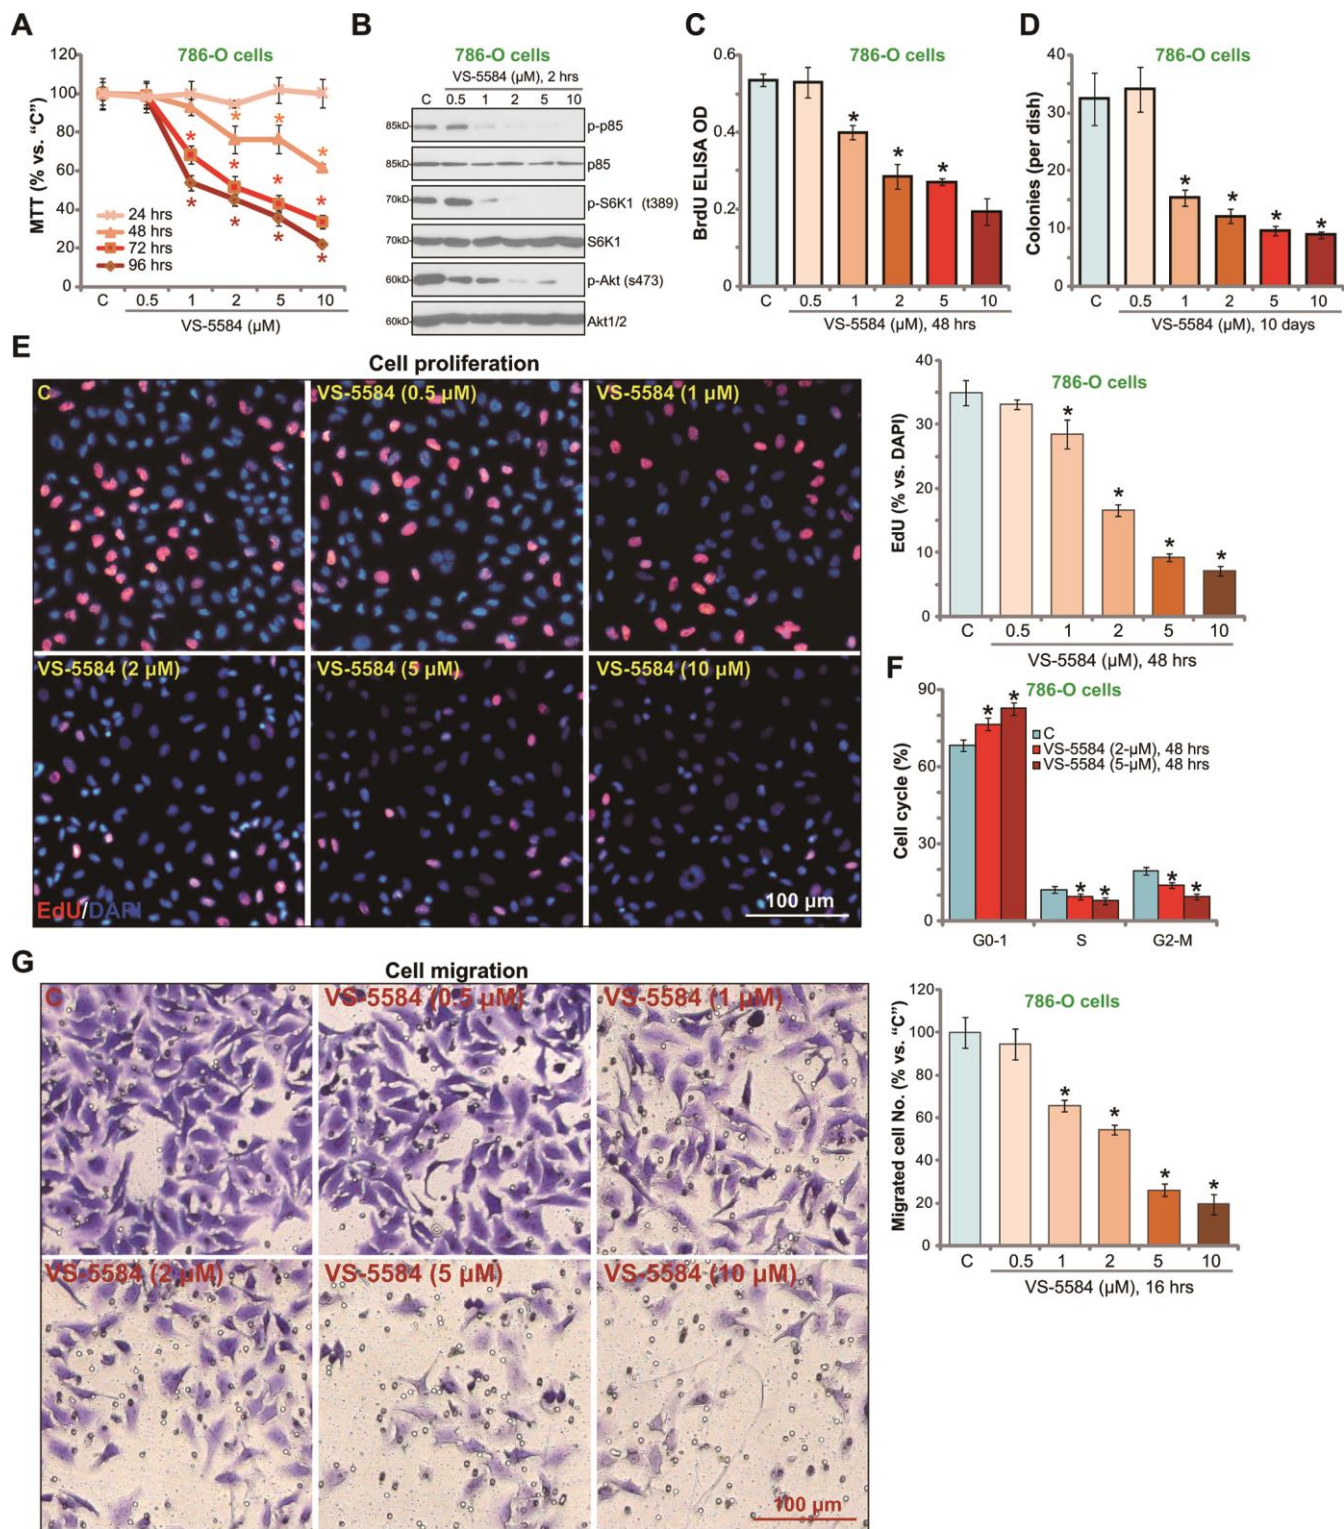 A
786-O cells
MTT (% vs. "C")
120
100
80
60
40
20
0
24 hrs
48 hrs
72 hrs
96 hrs
*
*
*
*
*
*
*
*
*
*
*
C 0.5 1 2 5 10
VS-5584 (µM)
B
786-O cells
VS-5584 (µM), 2 hrs
C 0.5 1 2 5 10
85kD p-p85
85kD p85
70kD p-S6K1 (t389)
70kD S6K1
60kD p-Akt (s473)
60kD Akt1/2
C
786-O cells
BrdU ELISA OD
0.6
0.4
0.2
0
* * *
C 0.5 1 2 5 10
VS-5584 (µM), 48 hrs
D
786-O cells
Colonies (per dish)
40
30
20
10
0
* * * *
C 0.5 1 2 5 10
VS-5584 (µM), 10 days
E
Cell proliferation
C VS-5584 (0.5 µM) VS-5584 (1 µM)
VS-5584 (2 µM) VS-5584 (5 µM) VS-5584 (10 µM)
EdU/DAPI
100 µm
786-O cells
EdU (% vs. DAPI)
40
30
20
10
0
* * * *
C 0.5 1 2 5 10
VS-5584 (µM), 48 hrs
F
786-O cells
Cell cycle (%)
90
60
30
0
C
VS-5584 (2-µM), 48 hrs
VS-5584 (5-µM), 48 hrs
* * * * * *
G0-1 S G2-M
G
Cell migration
C VS-5584 (0.5 µM) VS-5584 (1 µM)
VS-5584 (2 µM) VS-5584 (5 µM) VS-5584 (10 µM)
100 µm
786-O cells
Migrated cell No. (% vs. "C")
120
100
80
60
40
20
0
* * * *
C 0.5 1 2 5 10
VS-5584 (µM), 16 hrs